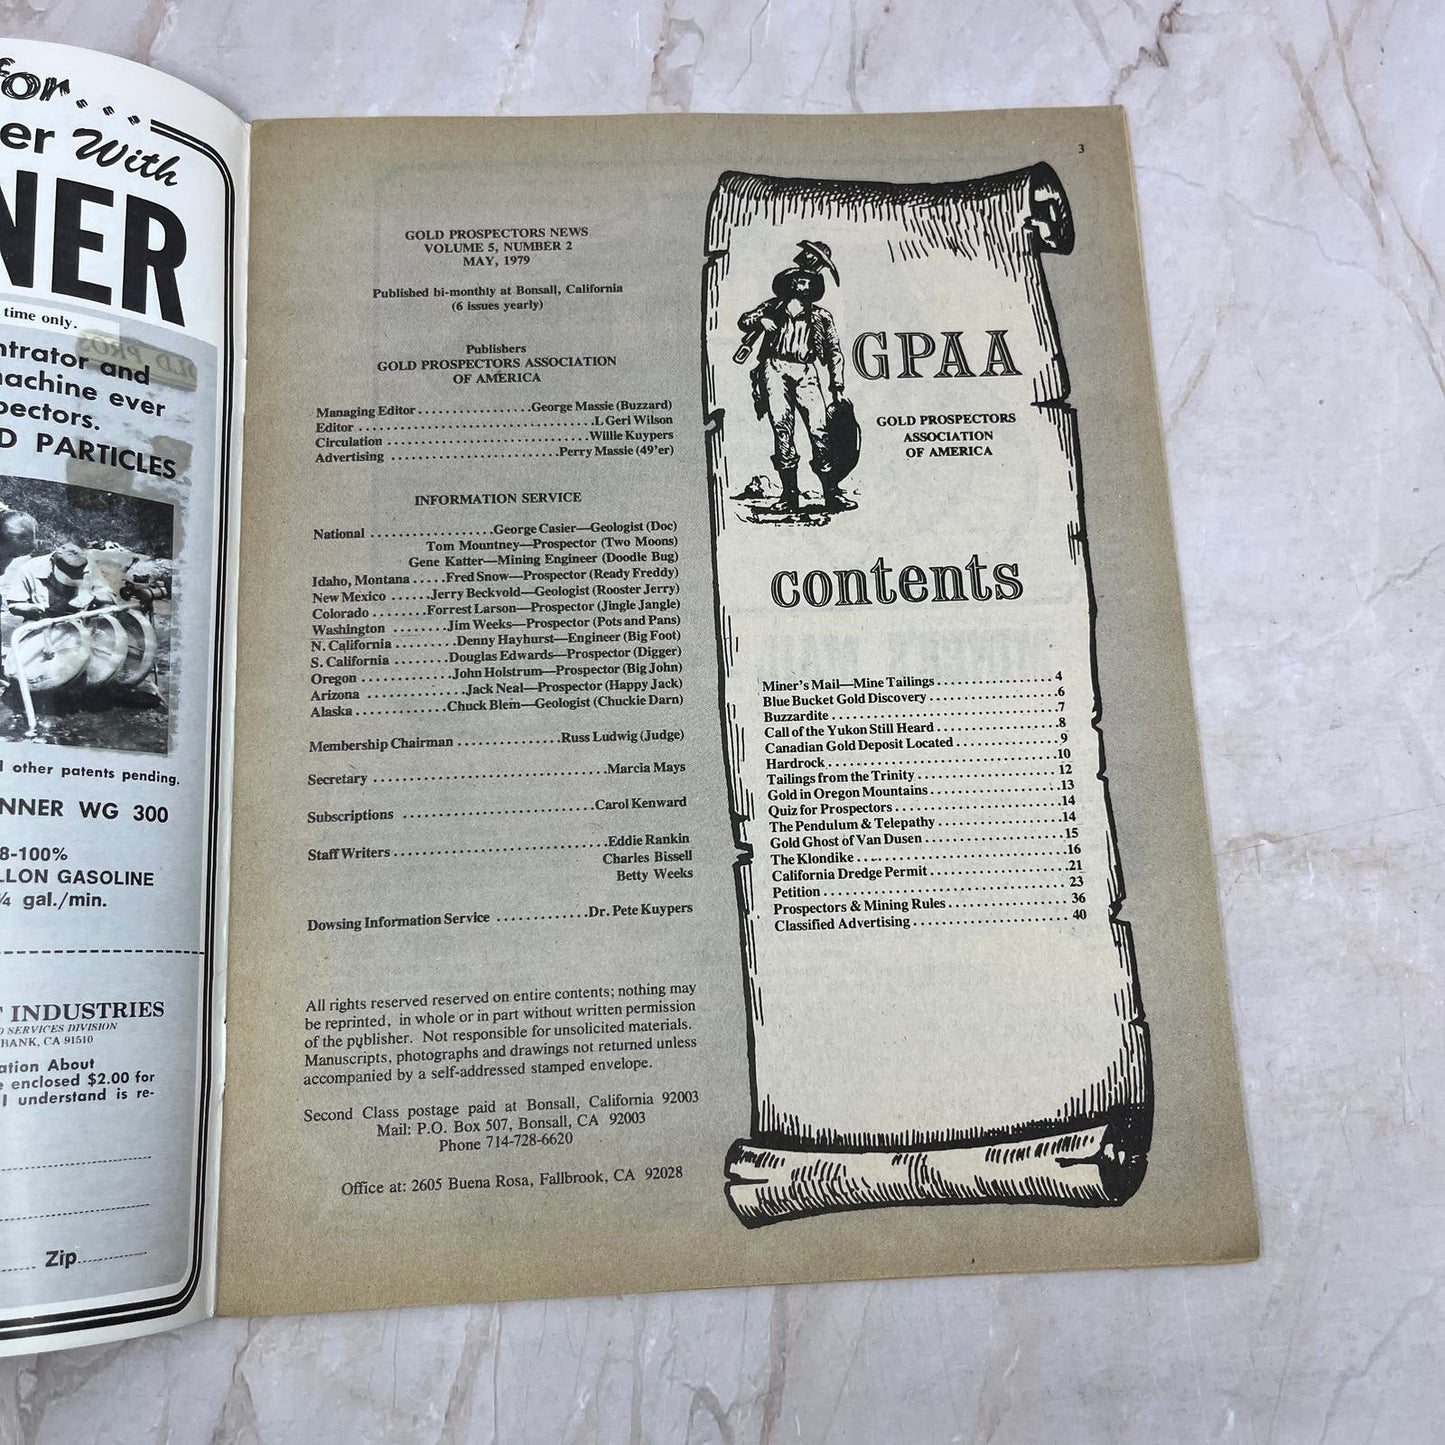 for....
er With
NER
time only.
ntrator and
machine ever
pectors.
D PARTICLES
other patents pending.
NNER WG 300
8-100%
LLON GASOLINE
¼ gal./min.
INDUSTRIES
SERVICES DIVISION
BANK, CA 91510
ation About
e enclosed $2.00 for
I understand is re-
Zip
3
GOLD PROSPECTORS NEWS
VOLUME 5, NUMBER 2
MAY, 1979
Published bi-monthly at Bonsall, California
(6 issues yearly)
Publishers
GOLD PROSPECTORS ASSOCIATION
OF AMERICA
Managing Editor . . . . . . . . . . . . . . . . George Massie (Buzzard)
Editor . . . . . . . . . . . . . . . . L Geri Wilson
Circulation . . . . . . . . . . . . . . . . Willie Kuypers
Advertising . . . . . . . . . . . . . . . . Perry Massie (49'er)
INFORMATION SERVICE
National . . . . . . . . . . . . . . . . George Casier—Geologist (Doc)
Tom Mountney—Prospector (Two Moons)
Gene Katter—Mining Engineer (Doodle Bug)
Idaho, Montana . . . . . Fred Snow—Prospector (Ready Freddy)
New Mexico . . . . . . Jerry Beckvold—Geologist (Rooster Jerry)
Colorado . . . . . . . . Forrest Larson—Prospector (Jingle Jangle)
Washington . . . . . . . . Jim Weeks—Prospector (Pots and Pans)
N. California . . . . . . . . . Denny Hayhurst—Engineer (Big Foot)
S. California . . . . . . . . Douglas Edwards—Prospector (Digger)
Oregon . . . . . . . . . . . . . John Holstrum—Prospector (Big John)
Arizona . . . . . . . . . . . . . Jack Neal—Prospector (Happy Jack)
Alaska . . . . . . . . . . . . . Chuck Blem—Geologist (Chuckie Darn)
Membership Chairman . . . . . . . . . . . . . . . Russ Ludwig (Judge)
Secretary . . . . . . . . . . . . . . . . Marcia Mays
Subscriptions . . . . . . . . . . . . . . . . Carol Kenward
Staff Writers . . . . . . . . . . . . . . . . Eddie Rankin
Charles Bissell
Betty Weeks
Dowsing Information Service . . . . . . . . . . . . . Dr. Pete Kuypers
All rights reserved reserved on entire contents; nothing may
be reprinted, in whole or in part without written permission
of the publisher. Not responsible for unsolicited materials.
Manuscripts, photographs and drawings not returned unless
accompanied by a self-addressed stamped envelope.
Second Class postage paid at Bonsall, California 92003
Mail: P.O. Box 507, Bonsall, CA 92003
Phone 714-728-6620
Office at: 2605 Buena Rosa, Fallbrook, CA 92028
GPAA
GOLD PROSPECTORS
ASSOCIATION
OF AMERICA
contents
Miner's Mail—Mine Tailings . . . . . . . . . . 4
Blue Bucket Gold Discovery . . . . . . . . . . 6
Buzzardite . . . . . . . . . . 7
Call of the Yukon Still Heard . . . . . . . . . . 8
Canadian Gold Deposit Located . . . . . . . . . . 9
Hardrock . . . . . . . . . . 10
Tailings from the Trinity . . . . . . . . . . 12
Gold in Oregon Mountains . . . . . . . . . . 13
Quiz for Prospectors . . . . . . . . . . 14
The Pendulum & Telepathy . . . . . . . . . . 14
Gold Ghost of Van Dusen . . . . . . . . . . 15
The Klondike . . . . . . . . . . 16
California Dredge Permit . . . . . . . . . . 21
Petition . . . . . . . . . . 23
Prospectors & Mining Rules . . . . . . . . . . 36
Classified Advertising . . . . . . . . . . 40